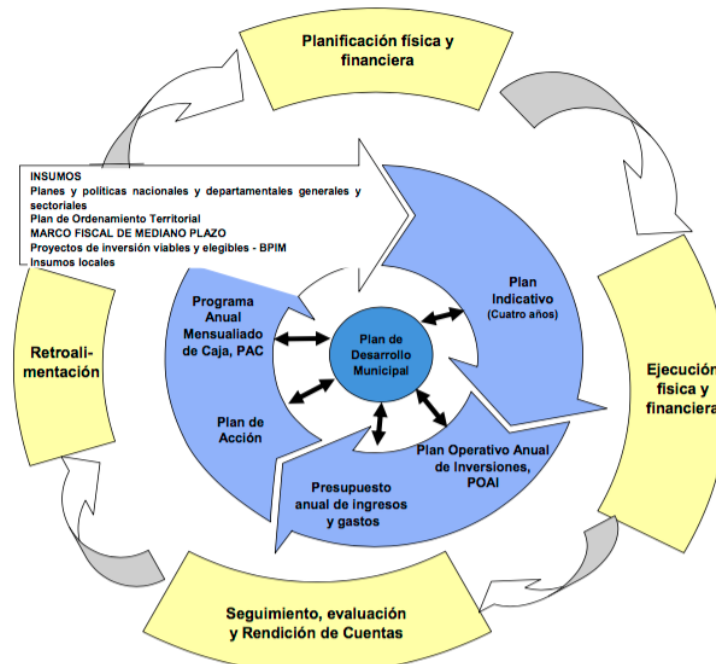 Planificación física y
financiera
INSUMOS
Planes y políticas nacionales y departamentales generales y
sectoriales
Plan de Ordenamiento Territorial
MARCO FISCAL DE MEDIANO PLAZO
Proyectos de inversión viables y elegibles - BPIM
Insumos locales
Plan
Indicativo
(Cuatro años)
Programa
Anual
Mensualiado
de Caja, PAC
Plan de
Desarrollo
Municipal
Retroali-
mentación
Ejecución
física y
financiera
Plan de
Acción
Plan Operativo Anual
de Inversiones,
POAI
Presupuesto
anual de ingresos
y gastos
Seguimiento, evaluación
y Rendición de Cuentas